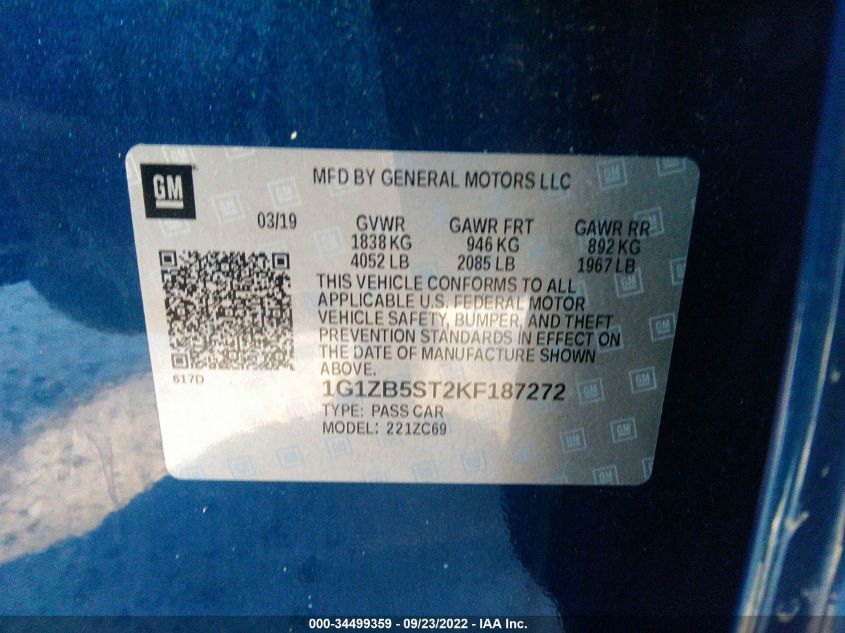 GM
MFD BY GENERAL MOTORS LLC
03/19 GVWR GAWR FRT GAWR RR
1838 KG 946 KG 892 KG
4052 LB 2085 LB 1967 LB
THIS VEHICLE CONFORMS TO ALL
APPLICABLE U.S. FEDERAL MOTOR
VEHICLE SAFETY, BUMPER, AND THEFT
PREVENTION STANDARDS IN EFFECT ON
THE DATE OF MANUFACTURE SHOWN
ABOVE.
617D
1G1ZB5ST2KF187272
TYPE: PASS CAR
MODEL: 221ZC69
000-34499359 - 09/23/2022 - IAA Inc.